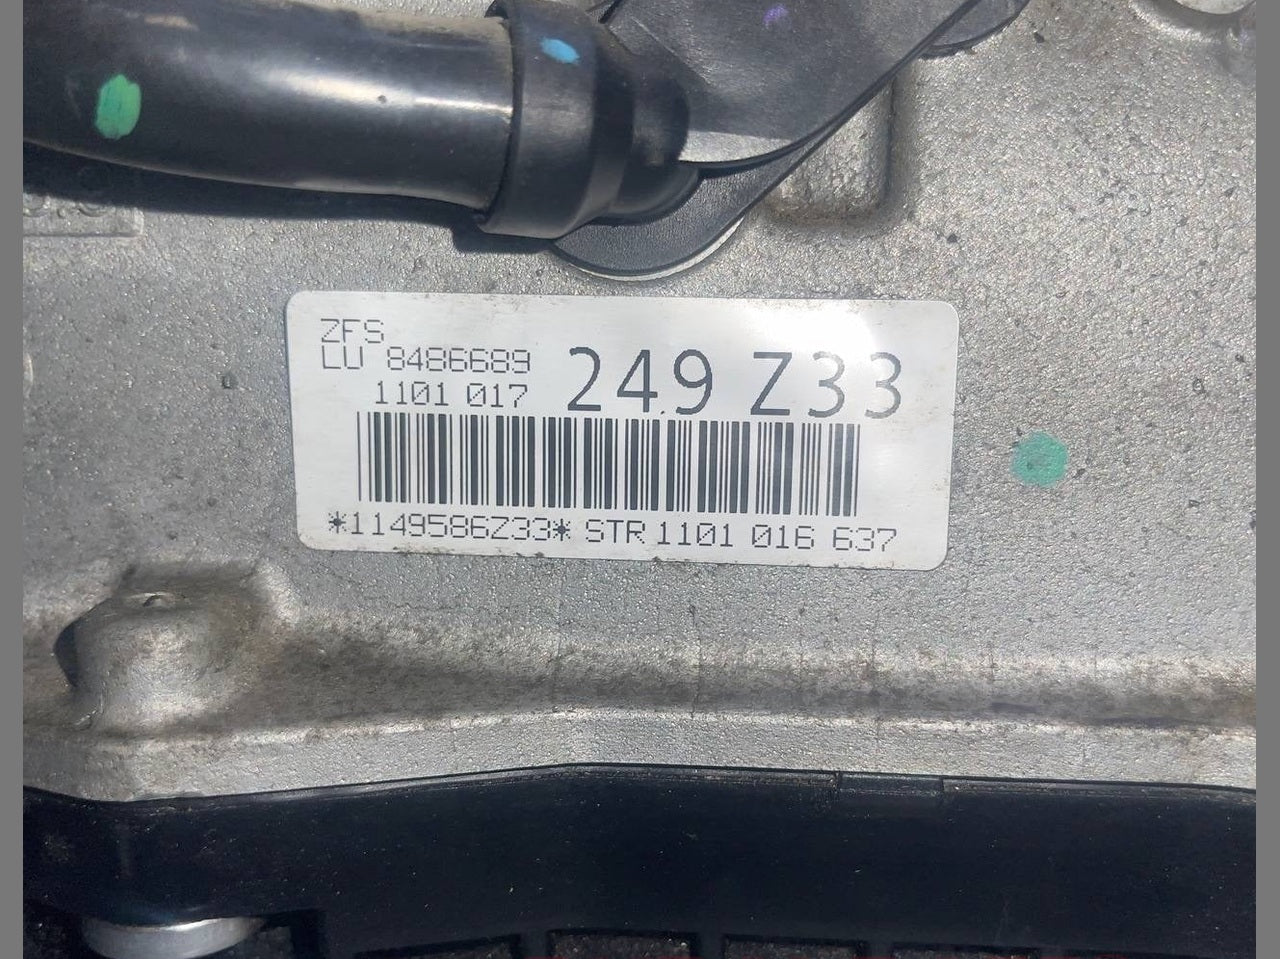 ZFS
LU 8486689
1101 017 249 Z33
*1149586Z33* STR 1101 016 637